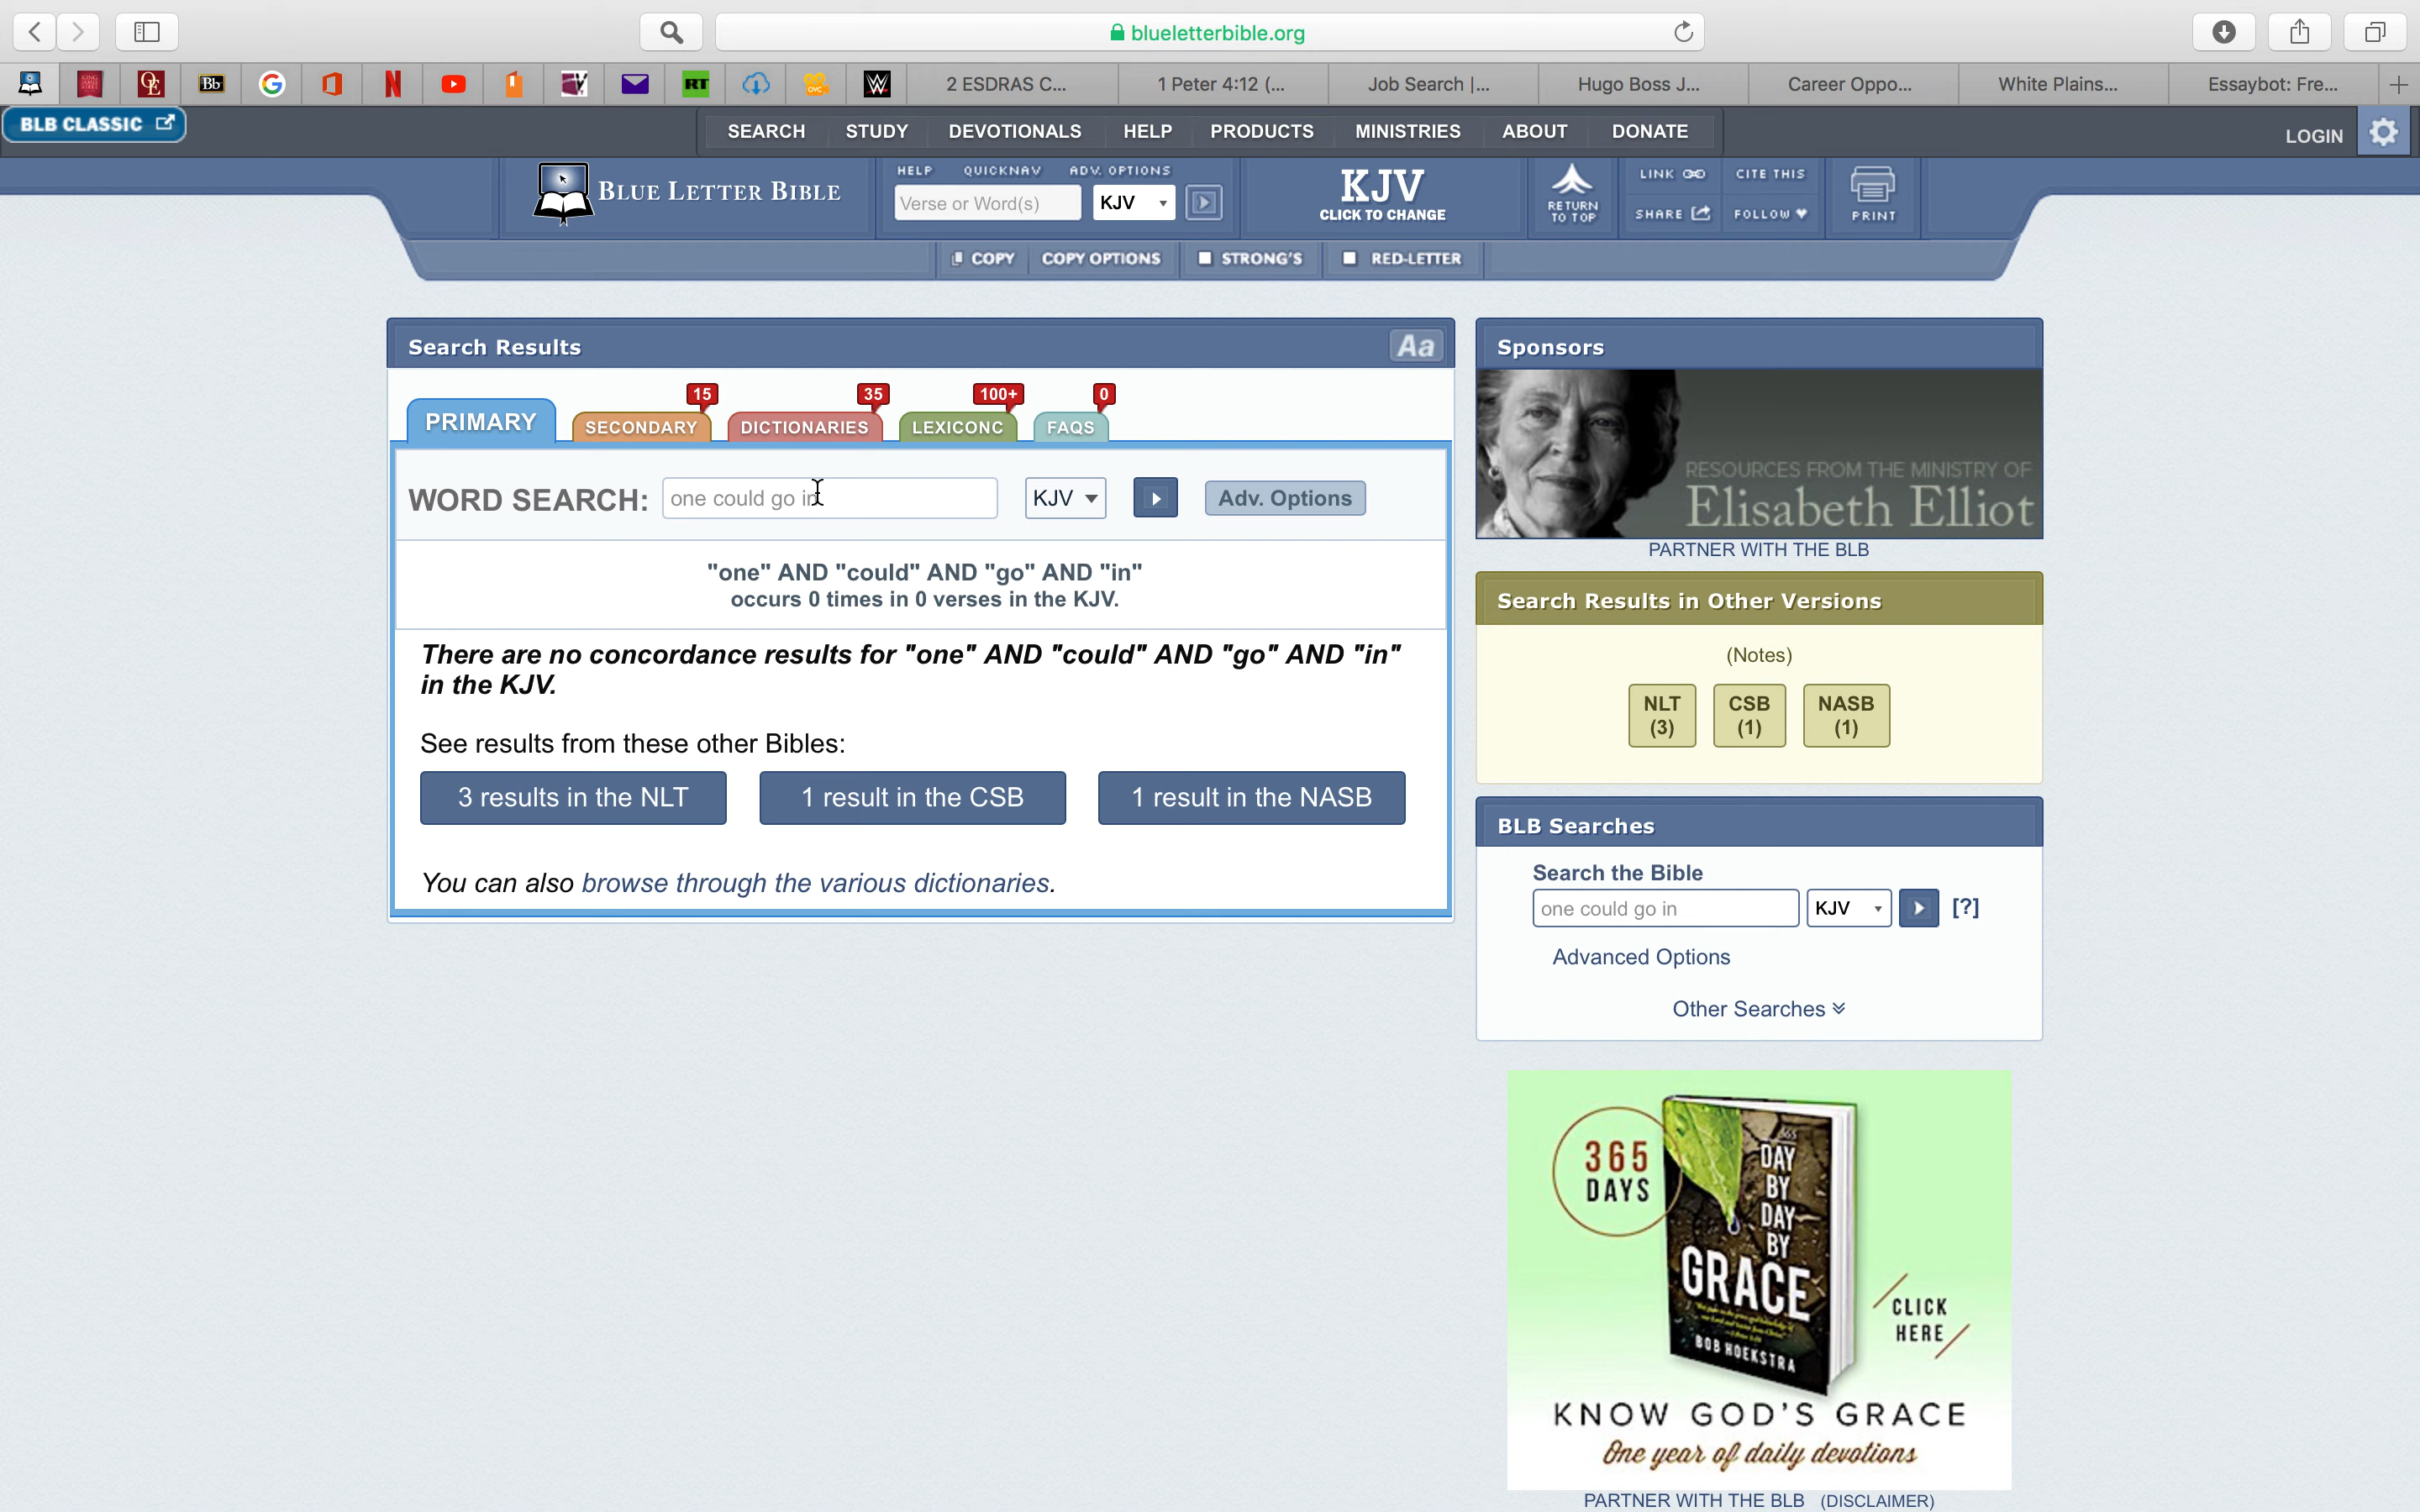 blueletterbible.org
Bb
RT
OVC
2 ESDRAS C...
1 Peter 4:12 (...
Job Search |...
Hugo Boss J...
Career Oppo...
White Plains...
Essaybot: Fre...
BLB CLASSIC
SEARCH
STUDY
DEVOTIONALS
HELP
PRODUCTS
MINISTRIES
ABOUT
DONATE
LOGIN
BLUE LETTER BIBLE
HELP
QUICKNAV
ADV. OPTIONS
Verse or Word(s)
KJV
KJV
CLICK TO CHANGE
RETURN
TO TOP
LINK
CITE THIS
SHARE
FOLLOW
PRINT
COPY
COPY OPTIONS
STRONG'S
RED-LETTER
Search Results
Aa
PRIMARY
15
SECONDARY
35
DICTIONARIES
100+
LEXICONC
0
FAQS
WORD SEARCH:
one could go in
KJV
Adv. Options
"one" AND "could" AND "go" AND "in"
occurs 0 times in 0 verses in the KJV.
There are no concordance results for "one" AND "could" AND "go" AND "in"
in the KJV.
See results from these other Bibles:
3 results in the NLT
1 result in the CSB
1 result in the NASB
You can also browse through the various dictionaries.
Sponsors
RESOURCES FROM THE MINISTRY OF
Elisabeth Elliot
PARTNER WITH THE BLB
Search Results in Other Versions
(Notes)
NLT
(3)
CSB
(1)
NASB
(1)
BLB Searches
Search the Bible
one could go in
KJV
[?]
Advanced Options
Other Searches
365
DAYS
DAY
BY
DAY
BY
GRACE
BOB HOEKSTRA
CLICK
HERE
KNOW GOD'S GRACE
One year of daily devotions
PARTNER WITH THE BLB (DISCLAIMER)